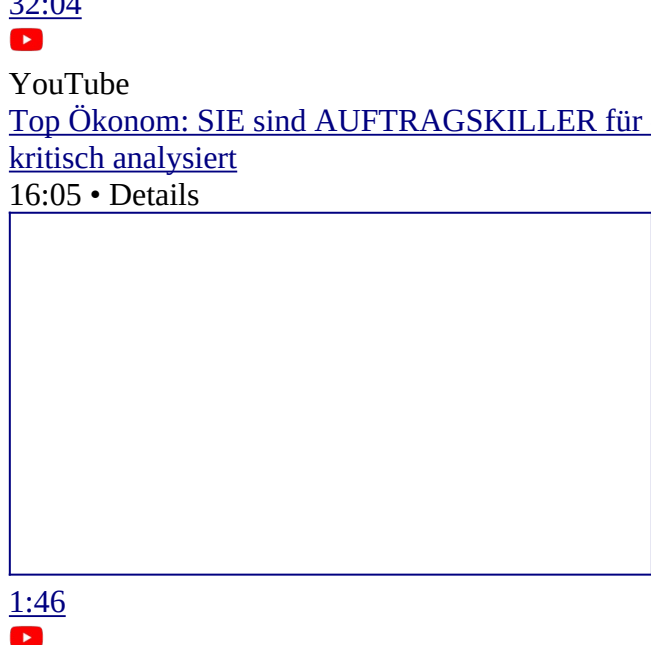 32:04
YouTube
Top Ökonom: SIE sind AUFTRAGSKILLER für
kritisch analysiert
16:05 • Details
1:46